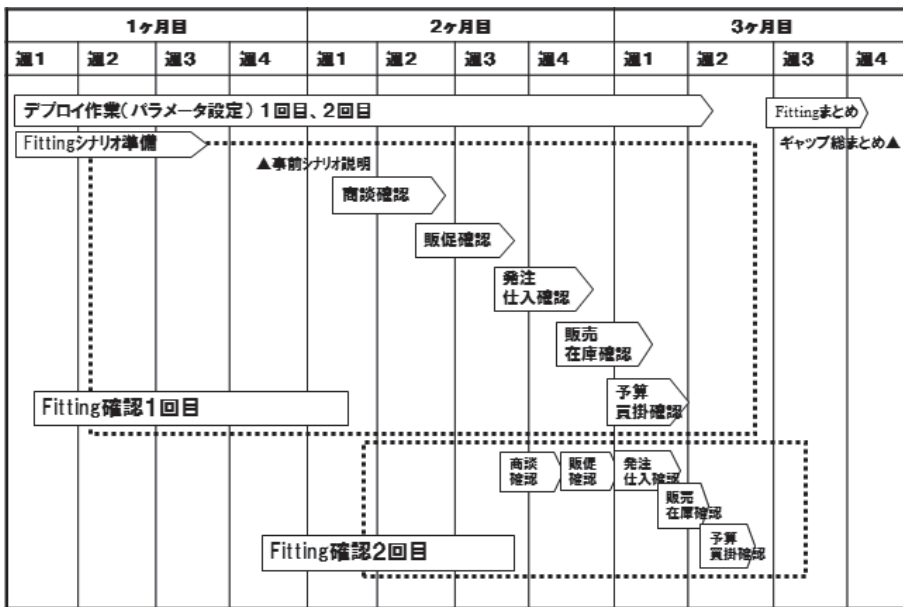 1ヶ月目 2ヶ月目 3ヶ月目
週1 週2 週3 週4 週1 週2 週3 週4 週1 週2 週3 週4
デプロイ作業(パラメータ設定) 1回目、2回目
Fittingまとめ
Fittingシナリオ準備
ギャップ総まとめ▲
▲事前シナリオ説明
商談確認
販促確認
発注
仕入確認
販売
在庫確認
予算
買掛確認
Fitting確認1回目
商談
確認
販促
確認
発注
仕入確認
販売
在庫確認
予算
買掛確認
Fitting確認2回目